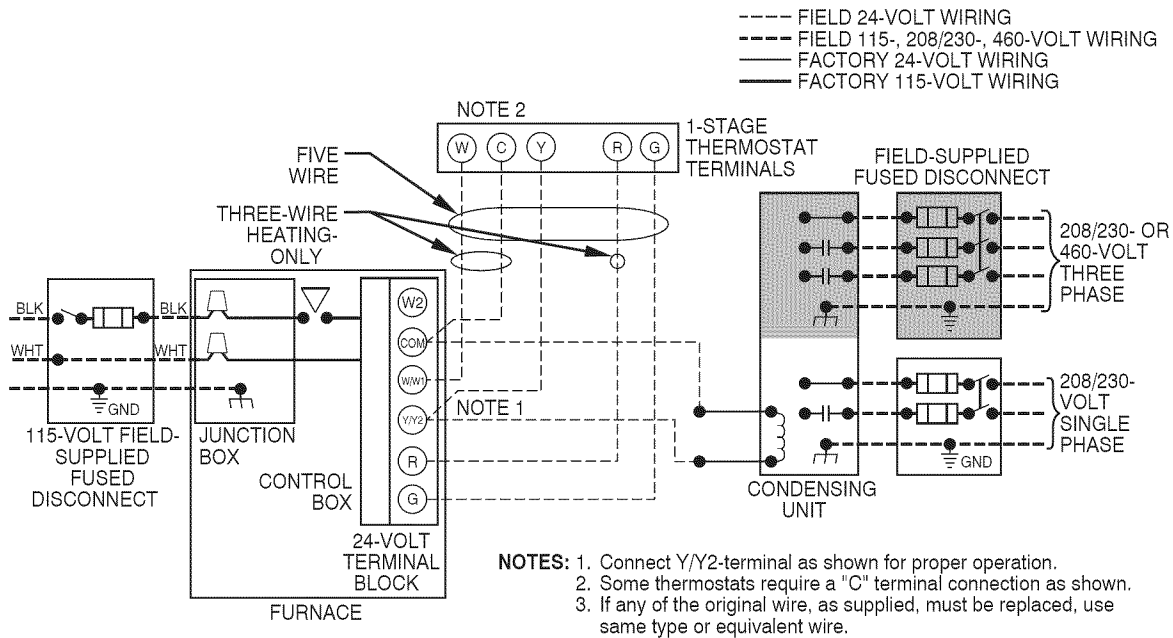 FIELD 24-VOLT WIRING
FIELD 115-, 208/230-, 460-VOLT WIRING
FACTORY 24-VOLT WIRING
FACTORY 115-VOLT WIRING
NOTE 2
W C Y R G
1-STAGE
THERMOSTAT
TERMINALS
FIVE
WIRE
THREE-WIRE
HEATING-
ONLY
FIELD-SUPPLIED
FUSED DISCONNECT
208/230- OR
460-VOLT
THREE
PHASE
BLK
BLK
WHT
WHT
GND
115-VOLT FIELD-
SUPPLIED
FUSED
DISCONNECT
JUNCTION
BOX
CONTROL
BOX
W2
COM
W/W1
Y/Y2
R
G
NOTE 1
24-VOLT
TERMINAL
BLOCK
FURNACE
208/230-
VOLT
SINGLE
PHASE
GND
CONDENSING
UNIT
NOTES: 1. Connect Y/Y2-terminal as shown for proper operation.
2. Some thermostats require a "C" terminal connection as shown.
3. If any of the original wire, as supplied, must be replaced, use
same type or equivalent wire.